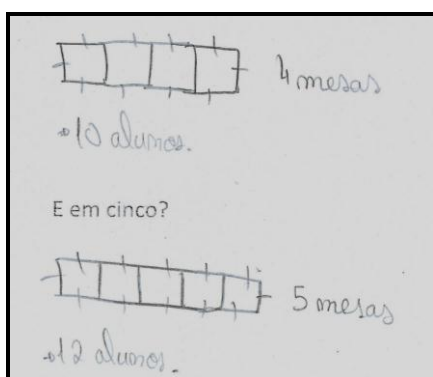 4 mesas
10 alunos.
E em cinco?
5 mesas
12 alunos.